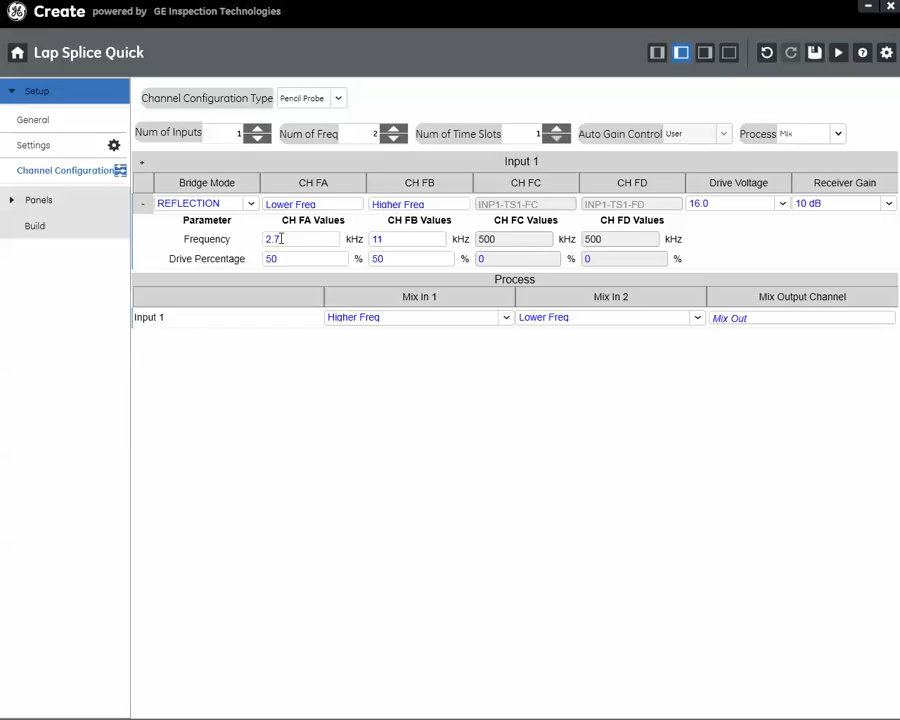 Create powered by GE Inspection Technologies
Lap Splice Quick
Setup
General
Settings
Channel Configuration
Panels
Build
Channel Configuration Type Pencil Probe
Num of Inputs 1 Num of Freq 2 Num of Time Slots 1 Auto Gain Control User Process Mix
+ Input 1
Bridge Mode CH FA CH FB CH FC CH FD Drive Voltage Receiver Gain
- REFLECTION Lower Freq Higher Freq INP1-TS1-FC INP1-TS1-FD 16.0 10 dB
Parameter CH FA Values CH FB Values CH FC Values CH FD Values
Frequency 2.7 kHz 11 kHz 500 kHz 500 kHz
Drive Percentage 50 % 50 % 0 % 0 %
Process
Mix In 1 Mix In 2 Mix Output Channel
Input 1 Higher Freq Lower Freq Mix Out